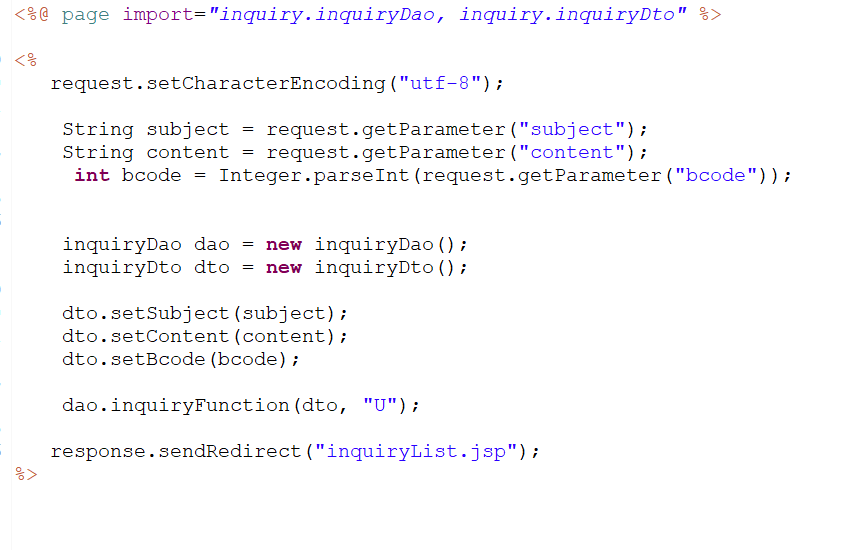 <%@ page import="inquiry.inquiryDao, inquiry.inquiryDto" %>
<%
request.setCharacterEncoding("utf-8");
String subject = request.getParameter("subject");
String content = request.getParameter("content");
int bcode = Integer.parseInt(request.getParameter("bcode"));
inquiryDao dao = new inquiryDao();
inquiryDto dto = new inquiryDto();
dto.setSubject(subject);
dto.setContent(content);
dto.setBcode(bcode);
dao.inquiryFunction(dto, "U");
response.sendRedirect("inquiryList.jsp");
%>